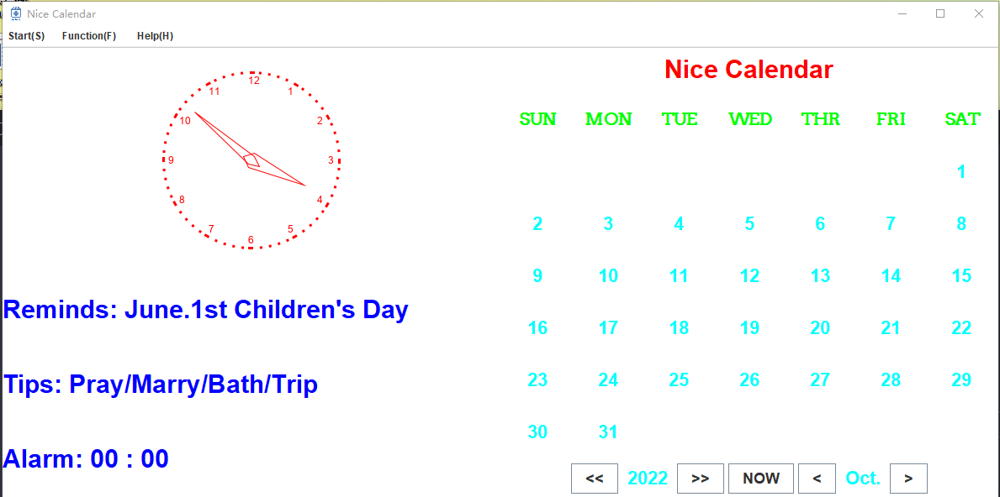 Nice Calendar
Start(S) Function(F) Help(H)
12
11 1
10 2
9 3
8 4
7 5
6
Reminds: June.1st Children's Day
Tips: Pray/Marry/Bath/Trip
Alarm: 00 : 00
Nice Calendar
SUN MON TUE WED THR FRI SAT
1
2 3 4 5 6 7 8
9 10 11 12 13 14 15
16 17 18 19 20 21 22
23 24 25 26 27 28 29
30 31
<< 2022 >> NOW < Oct. >